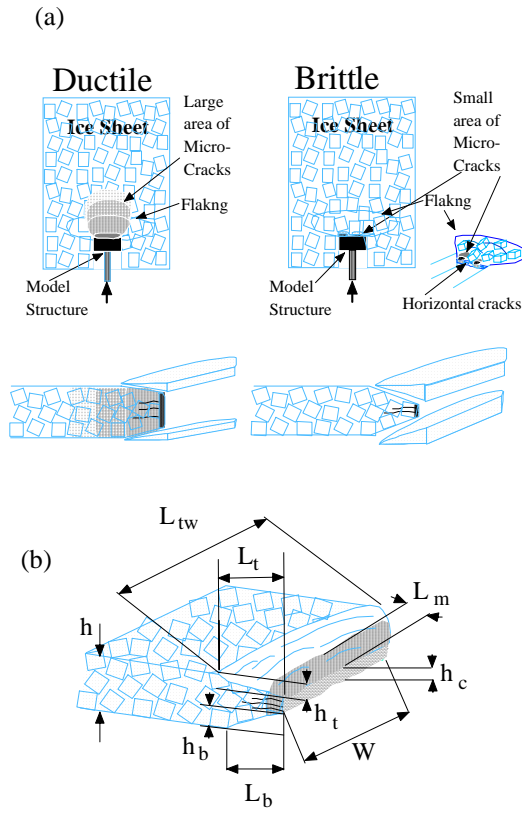 (a)
Ductile
Brittle
Large
area of
Micro-
Cracks
Small
area of
Micro-
Cracks
Ice Sheet
Ice Sheet
Flakng
Flakng
Model
Structure
Model
Structure
Horizontal cracks
(b)
L tw
L t
L m
h
h c
h t
h b
W
L b